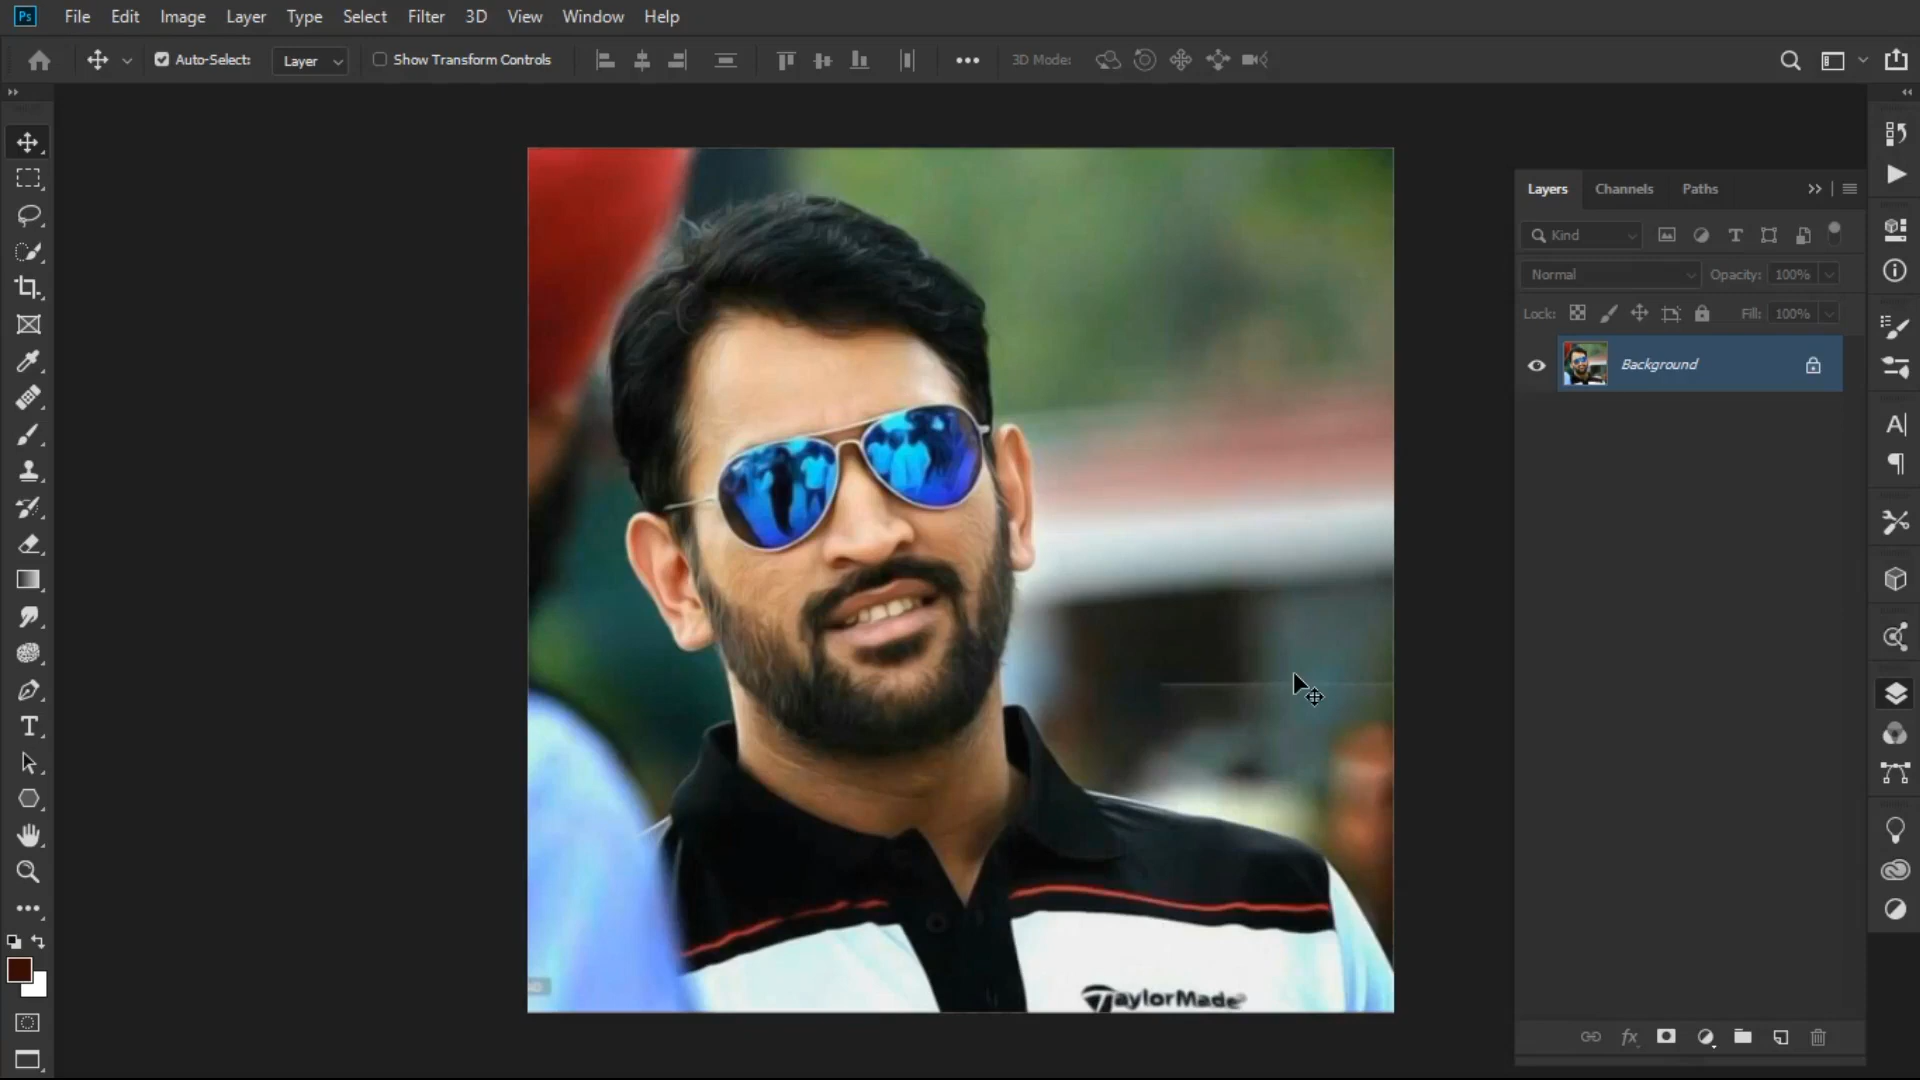 Ps File Edit Image Layer Type Select Filter 3D View Window Help
Auto-Select: Layer Show Transform Controls 3D Mode:
Layers Channels Paths
Kind
Normal Opacity: 100%
Lock: Fill: 100%
Background
TaylorMade